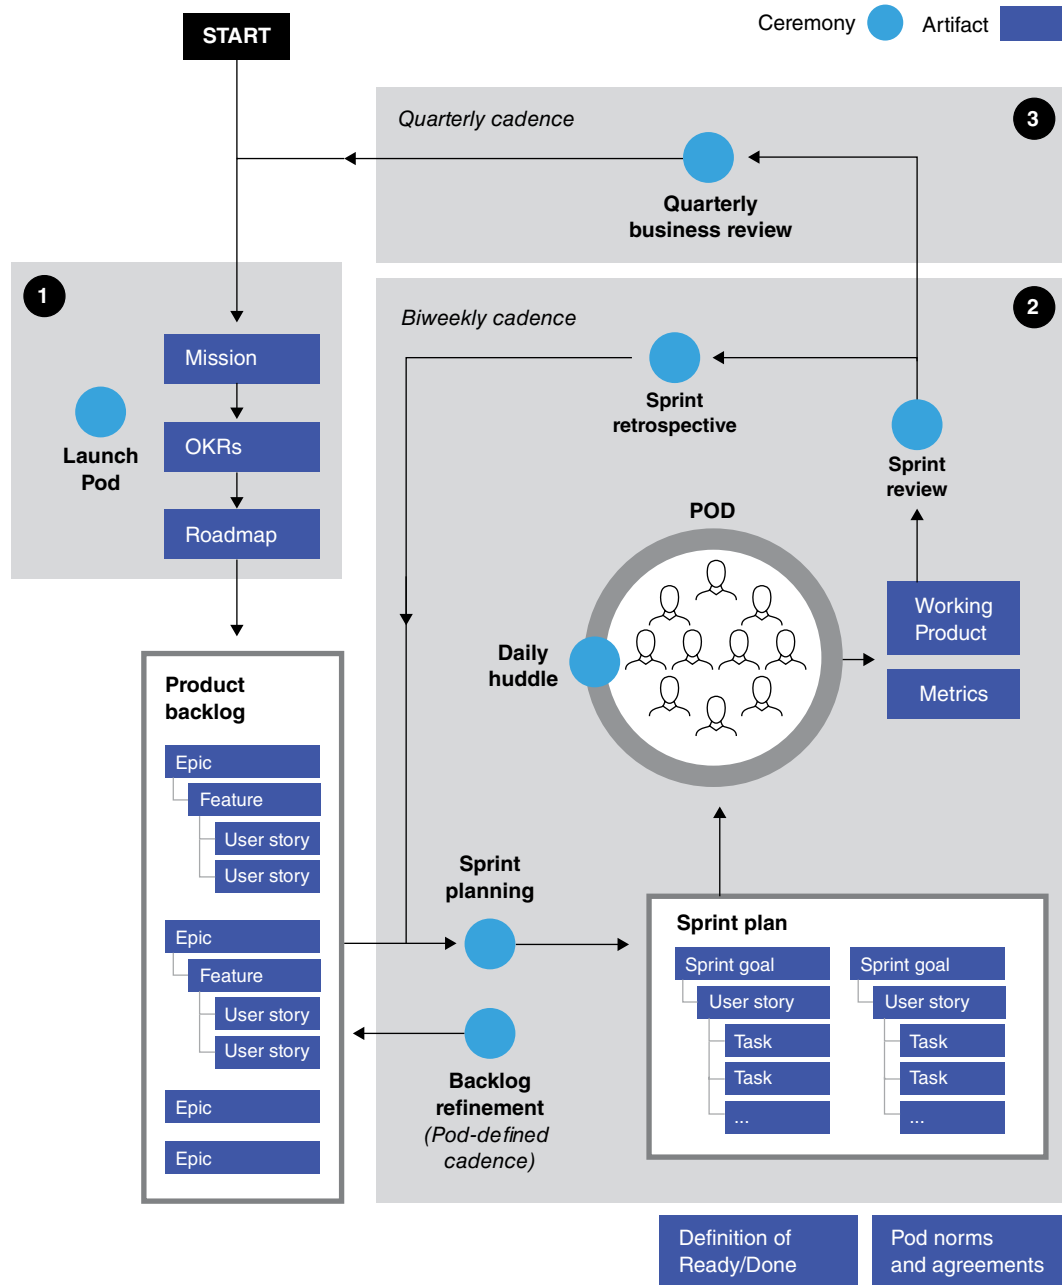 START
Ceremony
Artifact
Quarterly cadence
3
Quarterly
business review
1
Mission
Launch
Pod
OKRs
Roadmap
2
Biweekly cadence
Sprint
retrospective
Sprint
review
POD
Daily
huddle
Working
Product
Metrics
Product
backlog
Epic
Feature
User story
User story
Epic
Feature
User story
User story
Epic
Epic
Sprint
planning
Backlog
refinement
(Pod-defined
cadence)
Sprint plan
Sprint goal
User story
Task
Task
...
Sprint goal
User story
Task
Task
...
Definition of
Ready/Done
Pod norms
and agreements